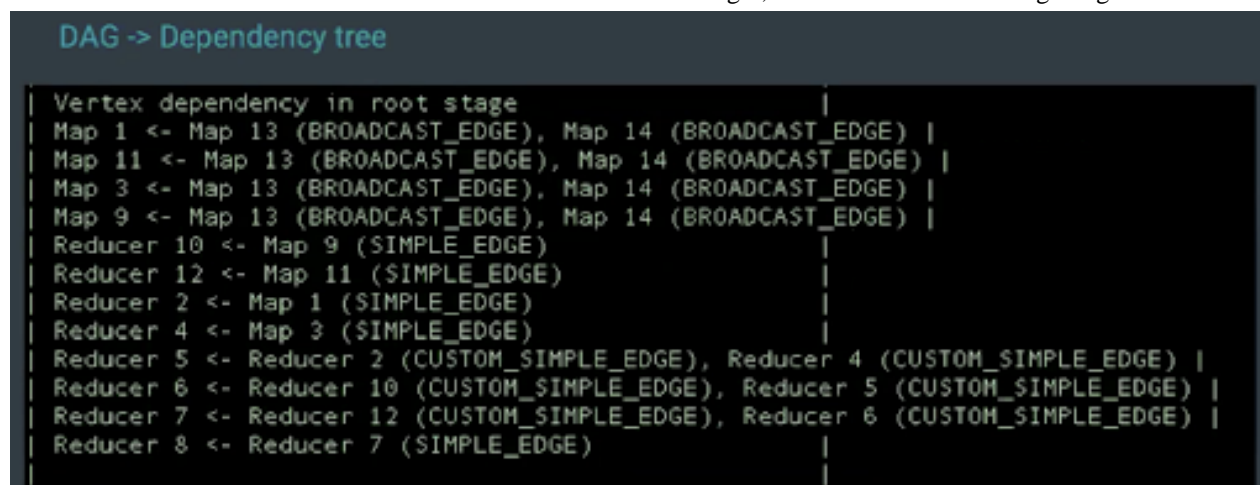 DAG -> Dependency tree
| Vertex dependency in root stage |
| Map 1 <- Map 13 (BROADCAST_EDGE), Map 14 (BROADCAST_EDGE) |
| Map 11 <- Map 13 (BROADCAST_EDGE), Map 14 (BROADCAST_EDGE) |
| Map 3 <- Map 13 (BROADCAST_EDGE), Map 14 (BROADCAST_EDGE) |
| Map 9 <- Map 13 (BROADCAST_EDGE), Map 14 (BROADCAST_EDGE) |
| Reducer 10 <- Map 9 (SIMPLE_EDGE) |
| Reducer 12 <- Map 11 (SIMPLE_EDGE) |
| Reducer 2 <- Map 1 (SIMPLE_EDGE) |
| Reducer 4 <- Map 3 (SIMPLE_EDGE) |
| Reducer 5 <- Reducer 2 (CUSTOM_SIMPLE_EDGE), Reducer 4 (CUSTOM_SIMPLE_EDGE) |
| Reducer 6 <- Reducer 10 (CUSTOM_SIMPLE_EDGE), Reducer 5 (CUSTOM_SIMPLE_EDGE) |
| Reducer 7 <- Reducer 12 (CUSTOM_SIMPLE_EDGE), Reducer 6 (CUSTOM_SIMPLE_EDGE) |
| Reducer 8 <- Reducer 7 (SIMPLE_EDGE) |